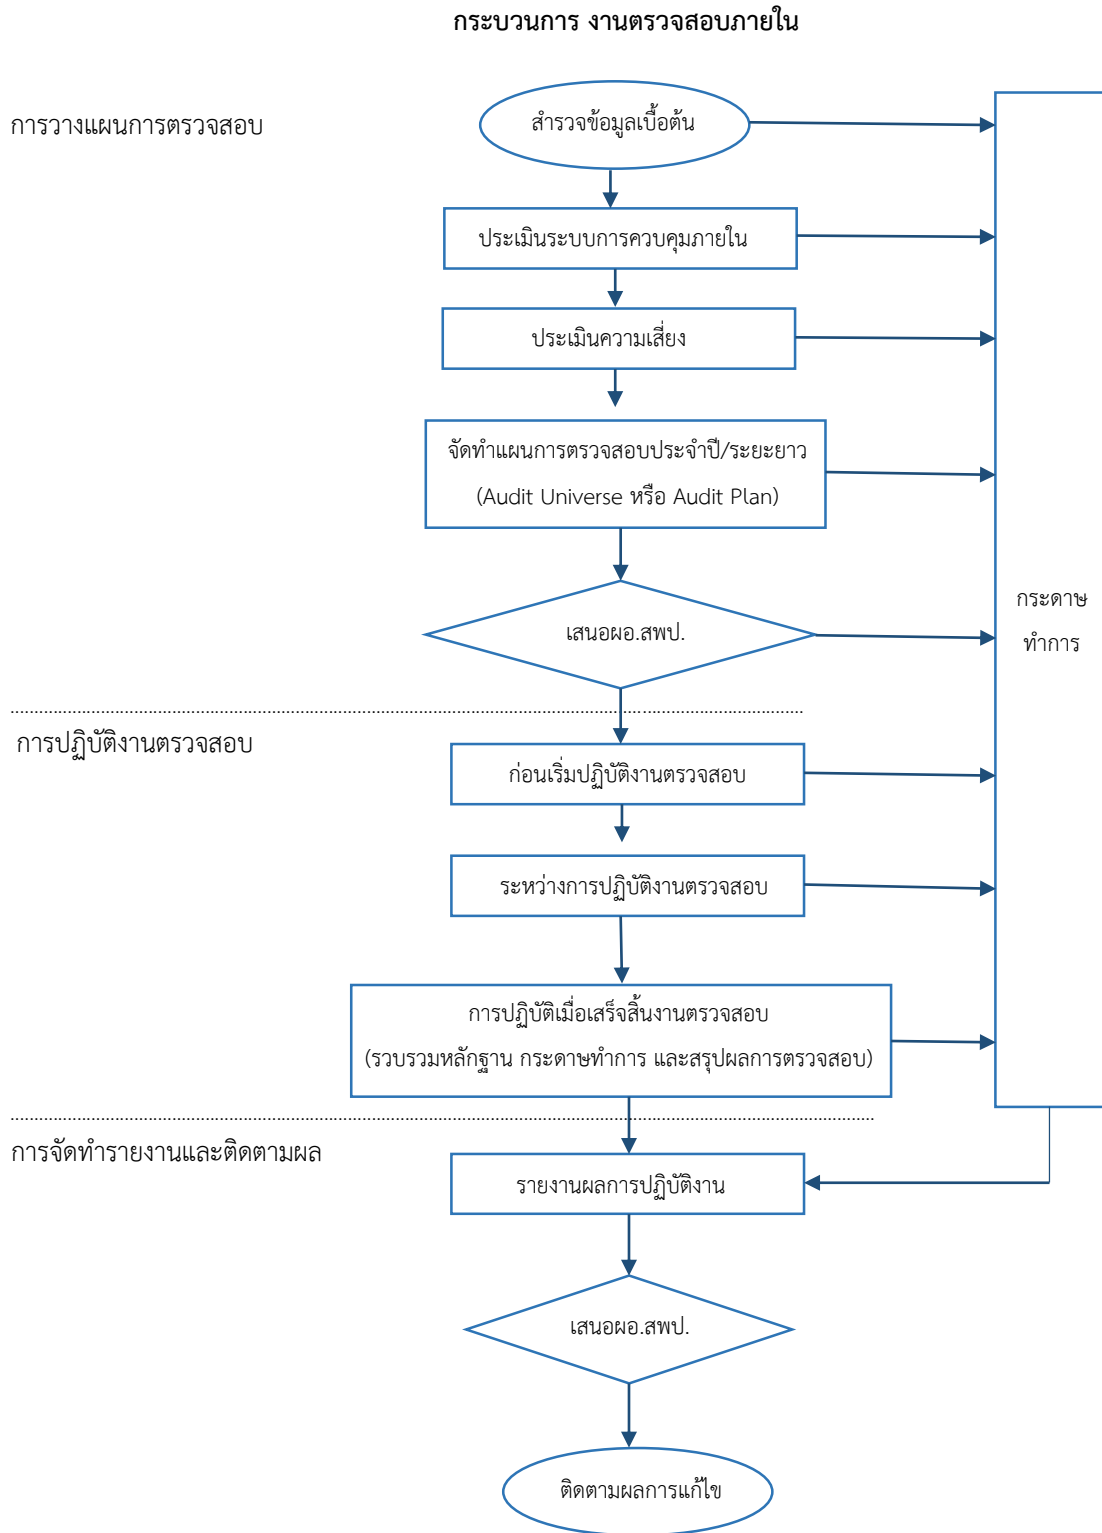 กระบวนการ งานตรวจสอบภายใน
การวางแผนการตรวจสอบ
สำรวจข้อมูลเบื้อต้น
ประเมินระบบการควบคุมภายใน
ประเมินความเสี่ยง
จัดทำแผนการตรวจสอบประจำปี/ระยะยาว
(Audit Universe หรือ Audit Plan)
กระดาษ
ทำการ
เสนอผอ.สพป.
การปฏิบัติงานตรวจสอบ
ก่อนเริ่มปฏิบัติงานตรวจสอบ
ระหว่างการปฏิบัติงานตรวจสอบ
การปฏิบัติเมื่อเสร็จสิ้นงานตรวจสอบ
(รวบรวมหลักฐาน กระดาษทำการ และสรุปผลการตรวจสอบ)
การจัดทำรายงานและติดตามผล
รายงานผลการปฏิบัติงาน
เสนอผอ.สพป.
ติดตามผลการแก้ไข